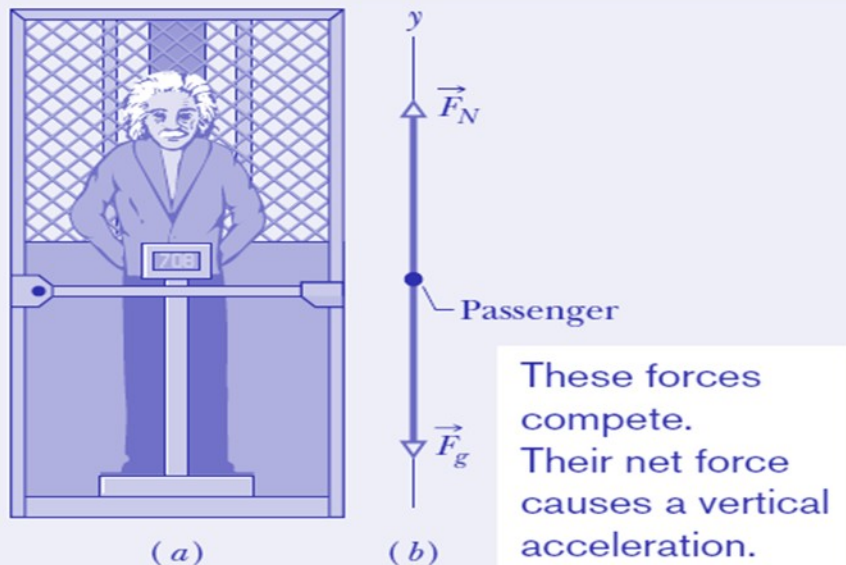 y
F_N
708
Passenger
These forces
compete.
Their net force
causes a vertical
acceleration.
F_g
(a)
(b)